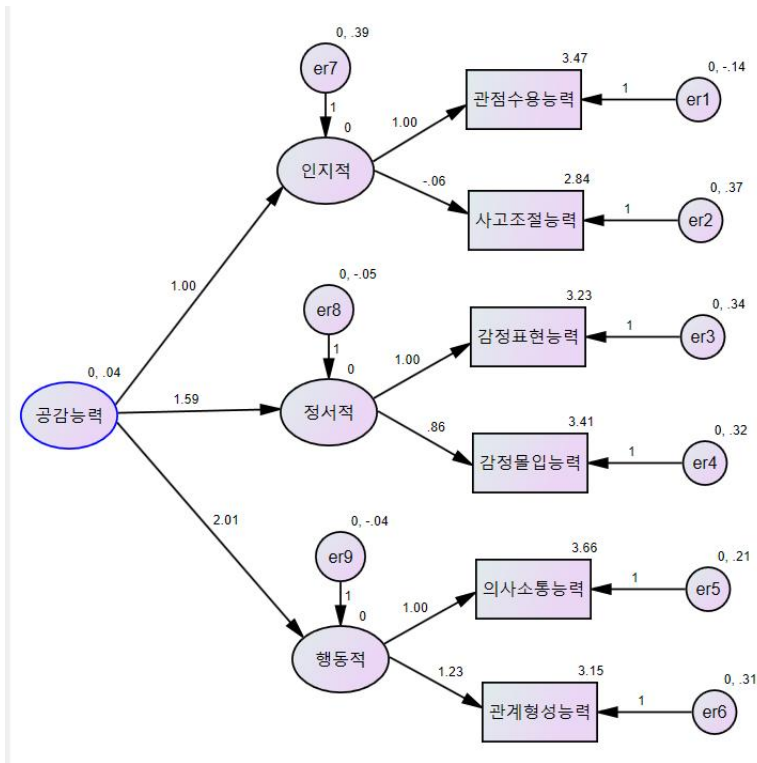 0, .39
er7
1
0
인지적
3.47
관점수용능력
1.00
1
0, -.14
er1
-.06
2.84
사고조절능력
1
0, .37
er2
1.00
0, -.05
er8
1
0
정서적
3.23
감정표현능력
1.00
1
0, .34
er3
0, .04
공감능력
1.59
.86
3.41
감정몰입능력
1
0, .32
er4
2.01
0, -.04
er9
1
0
행동적
3.66
의사소통능력
1.00
1
0, .21
er5
1.23
3.15
관계형성능력
1
0, .31
er6